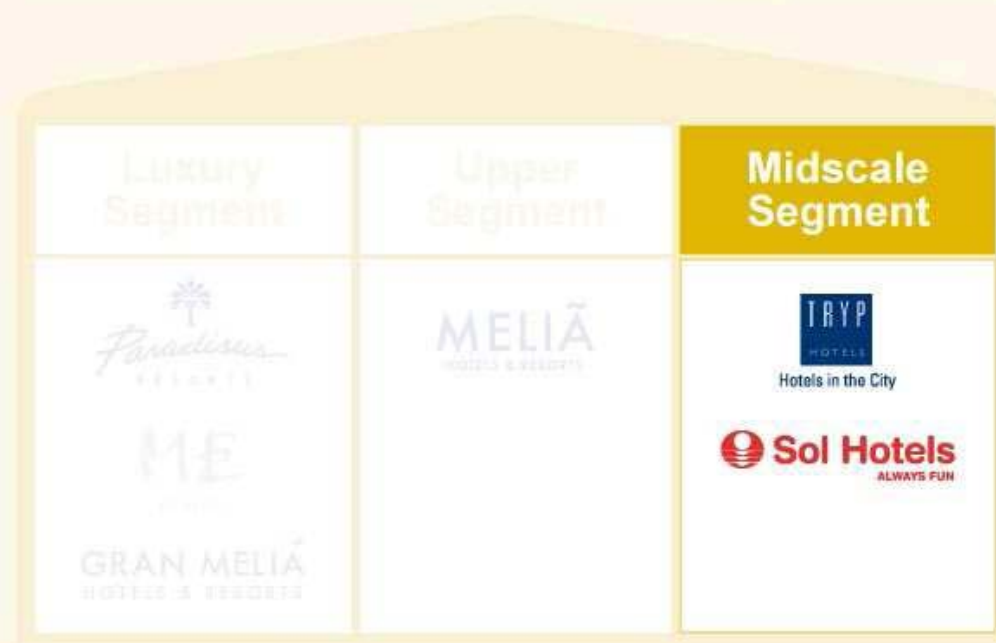 Luxury
Segment
Upper
Segment
Midscale
Segment
Paradisus
RESORTS
ME
GRAN MELIÃ
HOTELS & RESORTS
MELIÃ
HOTELS & RESORTS
TRYP
HOTELS
Hotels in the City
Sol Hotels
ALWAYS FUN